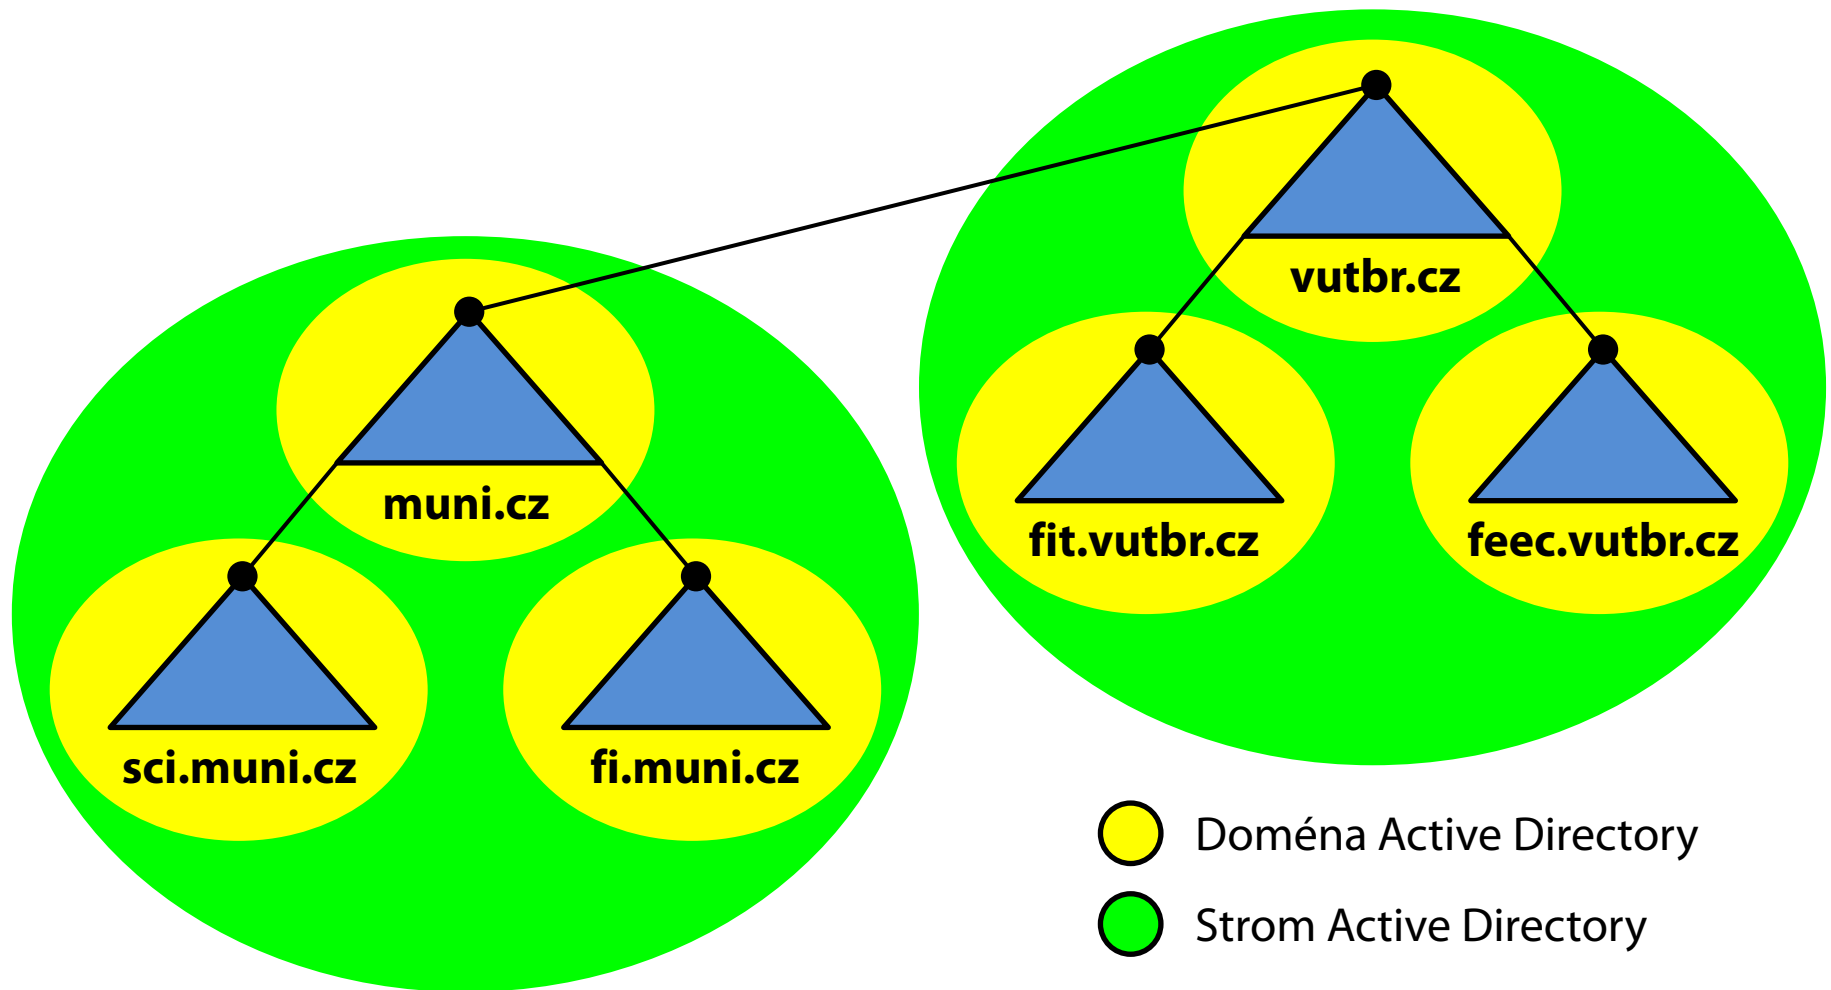 vutbr.cz
fit.vutbr.cz
feec.vutbr.cz
muni.cz
sci.muni.cz
fi.muni.cz
Doména Active Directory
Strom Active Directory